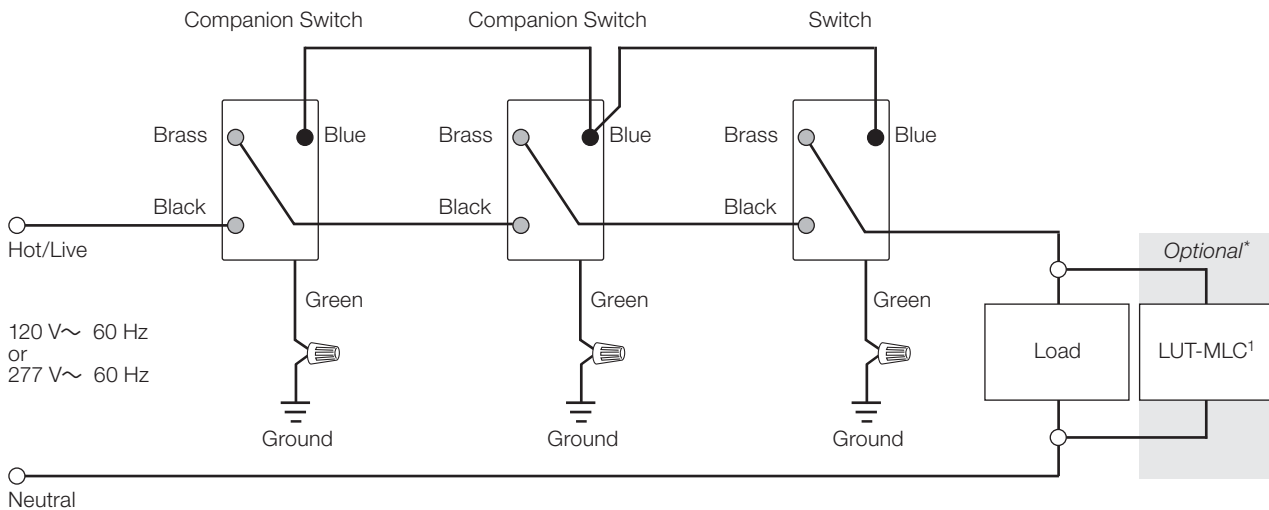 Companion Switch
Companion Switch
Switch
Brass
Blue
Brass
Blue
Brass
Blue
Black
Black
Black
Hot/Live
Optional*
Green
Green
Green
120 V~ 60 Hz
or
277 V~ 60 Hz
Load
LUT-MLC¹
Ground
Ground
Ground
Neutral